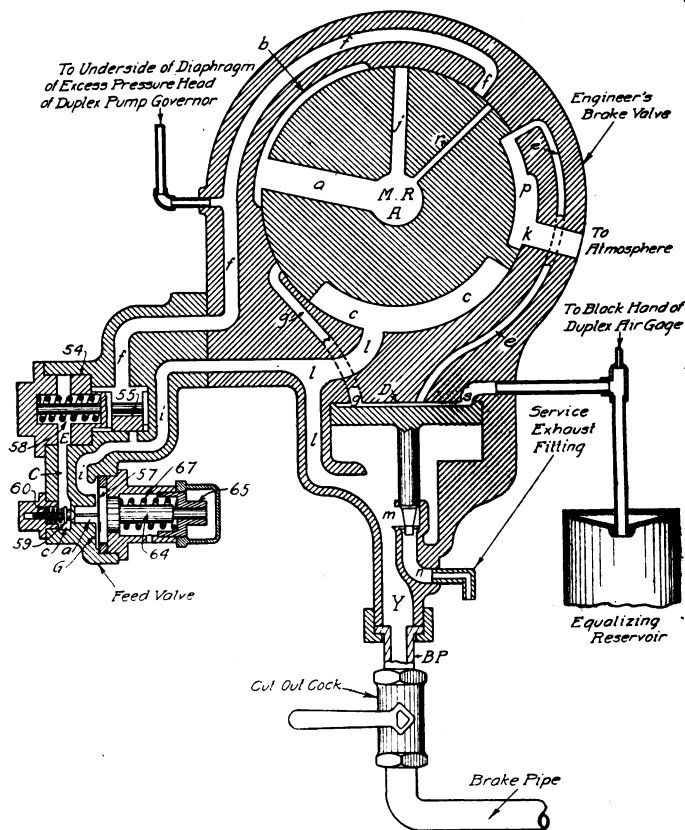 To Underside of Diaphragm
of Excess Pressure Head
of Duplex Pump Governor
b
f
f
j
Engineer's
Brake Valve
e
a
M.R
A
p
k
To
Atmosphere
f
c
c
g
l
e
To Black Hand of
Duplex Air Gage
54
f
55
l
D
g
s
Service
Exhaust
Fitting
58
E
i
l
C
i
57
67
65
60
m
59
c
a
64
n
G
Feed Valve
Y
Equalizing
Reservoir
BP
Cut Out Cock
Brake Pipe